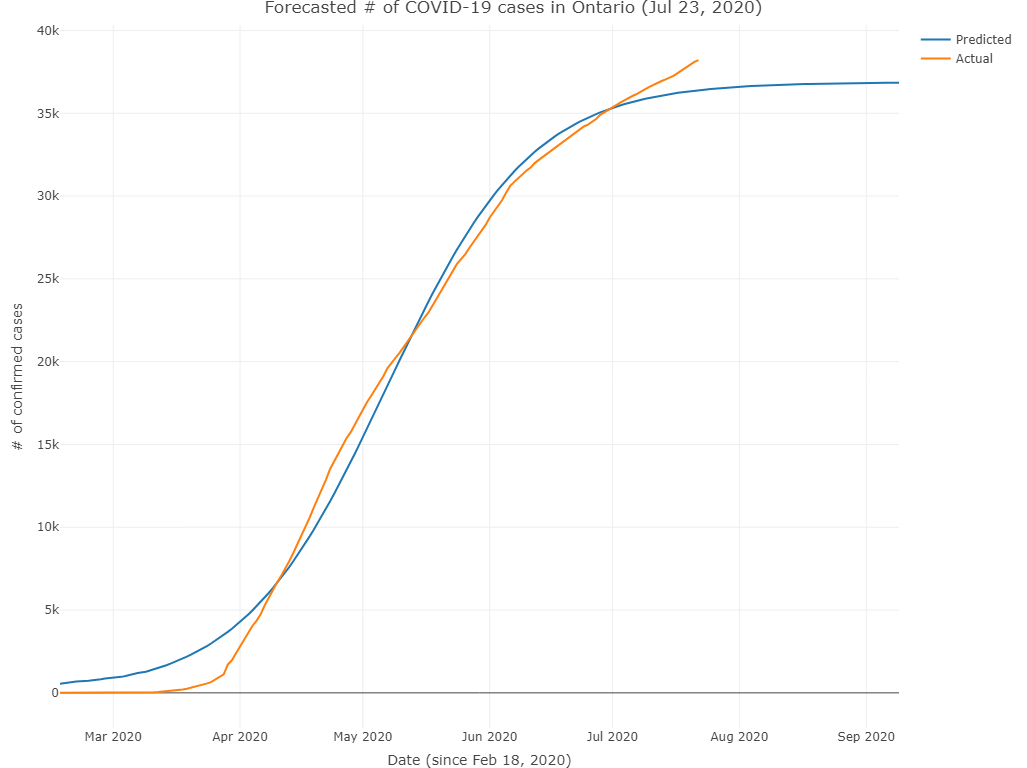 Forecasted # of COVID-19 cases in Ontario (Jul 23, 2020)
Predicted
Actual
40k
35k
30k
25k
20k
15k
10k
5k
0
# of confirmed cases
Mar 2020 Apr 2020 May 2020 Jun 2020 Jul 2020 Aug 2020 Sep 2020
Date (since Feb 18, 2020)